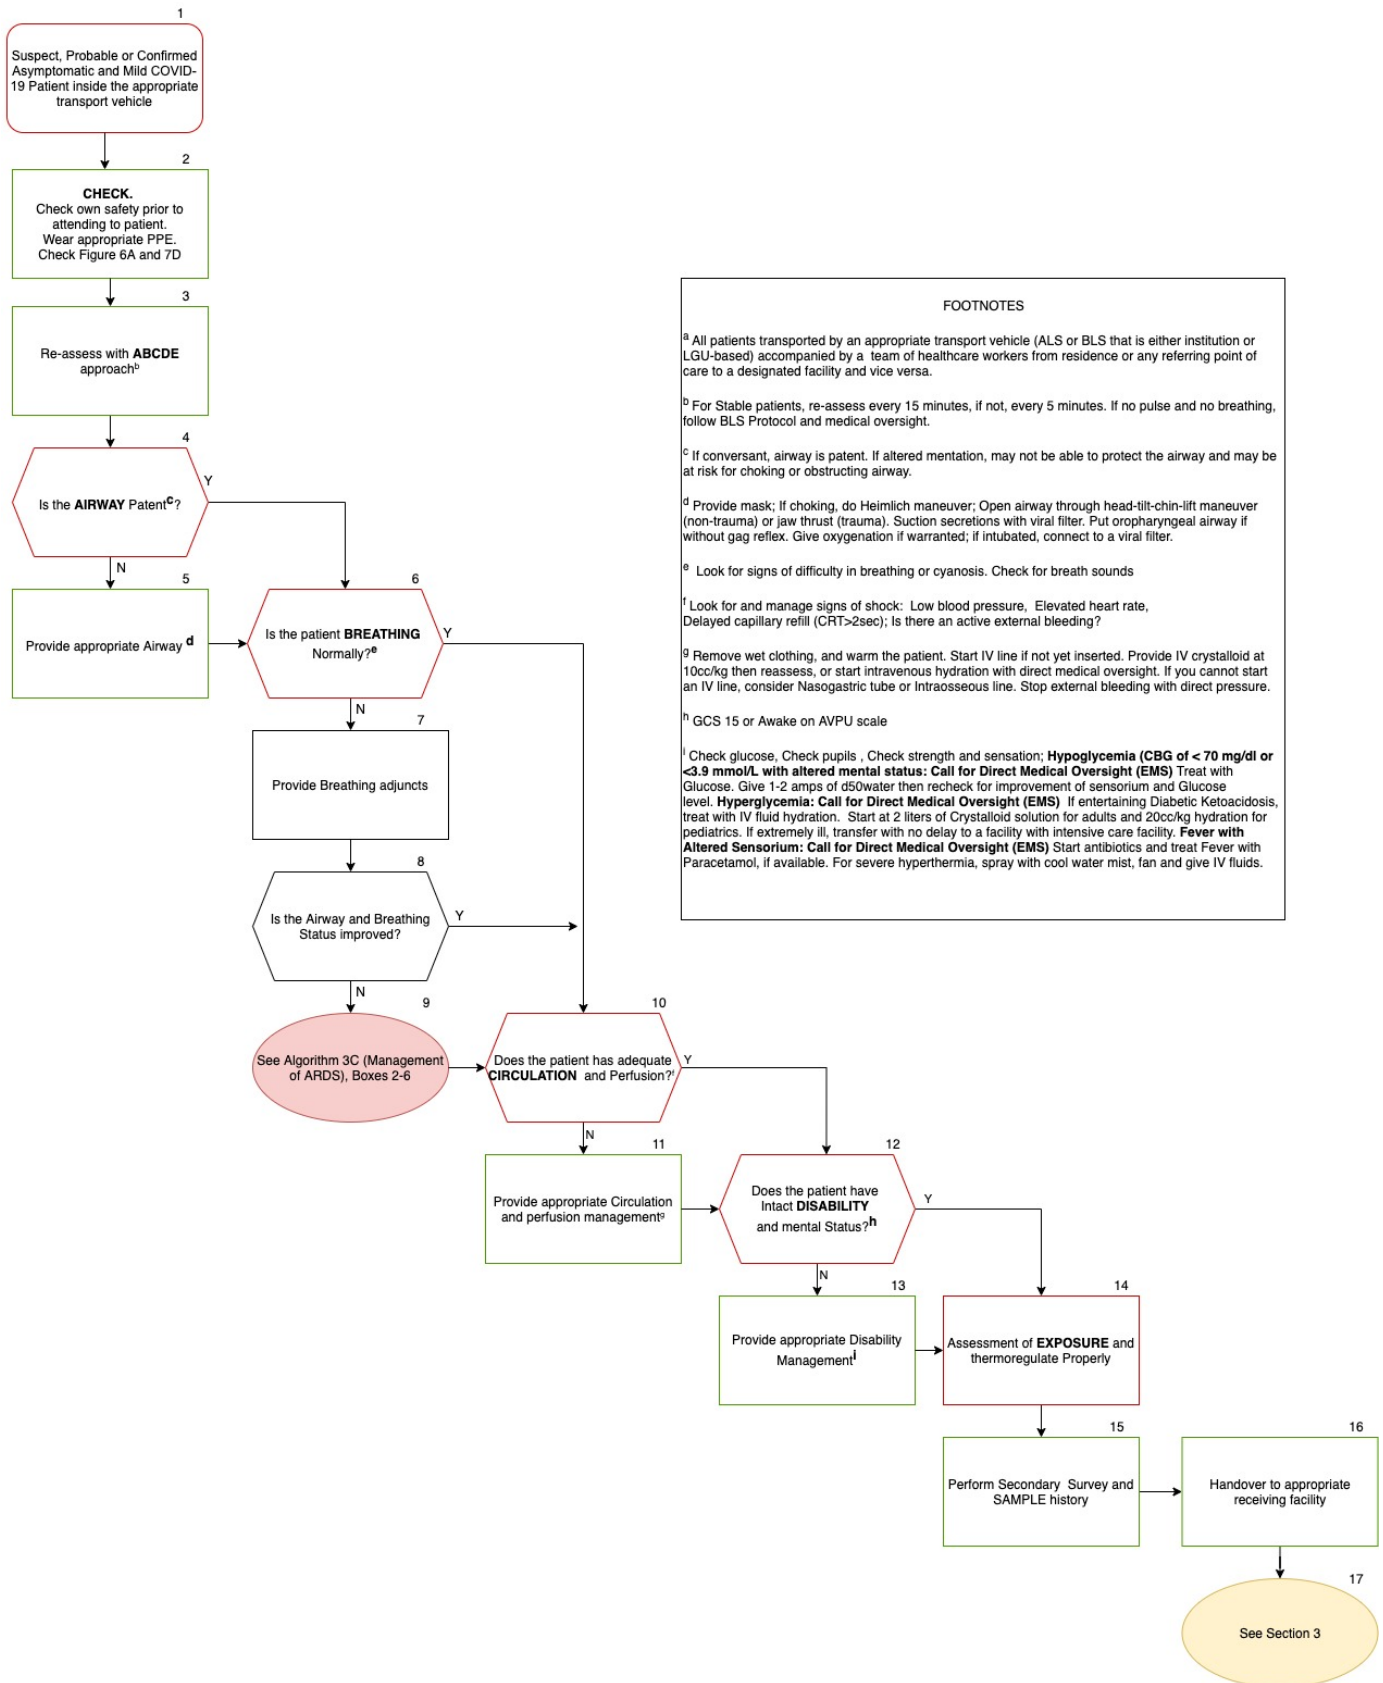 1
Suspect, Probable or Confirmed
Asymptomatic and Mild COVID-
19 Patient inside the appropriate
transport vehicle
2
CHECK.
Check own safety prior to
attending to patient.
Wear appropriate PPE.
Check Figure 6A and 7D
3
Re-assess with ABCDE
approachb
4
Is the AIRWAY Patentc?
Y
N
5
Provide appropriate Airway d
6
Is the patient BREATHING
Normally?e
Y
N
7
Provide Breathing adjuncts
8
Is the Airway and Breathing
Status improved?
Y
N
9
See Algorithm 3C (Management
of ARDS), Boxes 2-6
10
Does the patient has adequate
CIRCULATION and Perfusion?f
Y
N
11
Provide appropriate Circulation
and perfusion managementg
12
Does the patient have
Intact DISABILITY
and mental Status?h
Y
N
13
Provide appropriate Disability
Managementi
14
Assessment of EXPOSURE and
thermoregulate Properly
15
Perform Secondary Survey and
SAMPLE history
16
Handover to appropriate
receiving facility
17
See Section 3
FOOTNOTES
a All patients transported by an appropriate transport vehicle (ALS or BLS that is either institution or
LGU-based) accompanied by a team of healthcare workers from residence or any referring point of
care to a designated facility and vice versa.
b For Stable patients, re-assess every 15 minutes, if not, every 5 minutes. If no pulse and no breathing,
follow BLS Protocol and medical oversight.
c If conversant, airway is patent. If altered mentation, may not be able to protect the airway and may be
at risk for choking or obstructing airway.
d Provide mask; If choking, do Heimlich maneuver; Open airway through head-tilt-chin-lift maneuver
(non-trauma) or jaw thrust (trauma). Suction secretions with viral filter. Put oropharyngeal airway if
without gag reflex. Give oxygenation if warranted; if intubated, connect to a viral filter.
e Look for signs of difficulty in breathing or cyanosis. Check for breath sounds
f Look for and manage signs of shock: Low blood pressure, Elevated heart rate,
Delayed capillary refill (CRT>2sec); Is there an active external bleeding?
g Remove wet clothing, and warm the patient. Start IV line if not yet inserted. Provide IV crystalloid at
10cc/kg then reassess, or start intravenous hydration with direct medical oversight. If you cannot start
an IV line, consider Nasogastric tube or Intraosseous line. Stop external bleeding with direct pressure.
h GCS 15 or Awake on AVPU scale
i Check glucose, Check pupils , Check strength and sensation; Hypoglycemia (CBG of < 70 mg/dl or
<3.9 mmol/L with altered mental status: Call for Direct Medical Oversight (EMS) Treat with
Glucose. Give 1-2 amps of d50water then recheck for improvement of sensorium and Glucose
level. Hyperglycemia: Call for Direct Medical Oversight (EMS) If entertaining Diabetic Ketoacidosis,
treat with IV fluid hydration. Start at 2 liters of Crystalloid solution for adults and 20cc/kg hydration for
pediatrics. If extremely ill, transfer with no delay to a facility with intensive care facility. Fever with
Altered Sensorium: Call for Direct Medical Oversight (EMS) Start antibiotics and treat Fever with
Paracetamol, if available. For severe hyperthermia, spray with cool water mist, fan and give IV fluids.